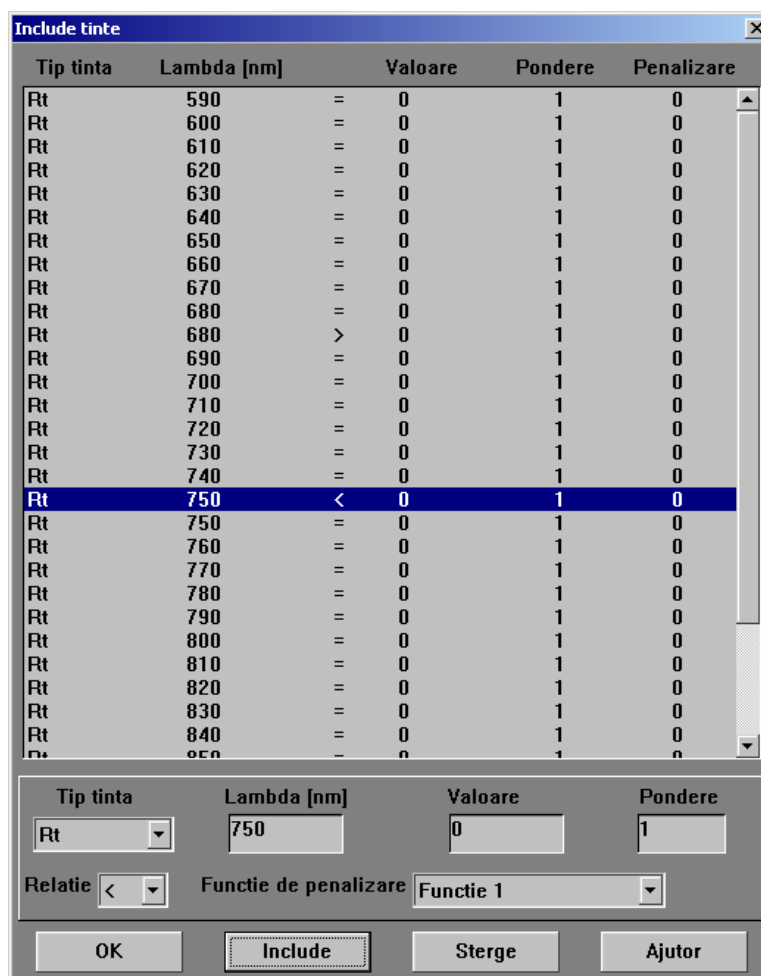 Include tinte
Tip tinta Lambda [nm] Valoare Pondere Penalizare
Rt 590 = 0 1 0
Rt 600 = 0 1 0
Rt 610 = 0 1 0
Rt 620 = 0 1 0
Rt 630 = 0 1 0
Rt 640 = 0 1 0
Rt 650 = 0 1 0
Rt 660 = 0 1 0
Rt 670 = 0 1 0
Rt 680 = 0 1 0
Rt 680 > 0 1 0
Rt 690 = 0 1 0
Rt 700 = 0 1 0
Rt 710 = 0 1 0
Rt 720 = 0 1 0
Rt 730 = 0 1 0
Rt 740 = 0 1 0
Rt 750 < 0 1 0
Rt 750 = 0 1 0
Rt 760 = 0 1 0
Rt 770 = 0 1 0
Rt 780 = 0 1 0
Rt 790 = 0 1 0
Rt 800 = 0 1 0
Rt 810 = 0 1 0
Rt 820 = 0 1 0
Rt 830 = 0 1 0
Rt 840 = 0 1 0
Tip tinta Lambda [nm] Valoare Pondere
Rt 750 0 1
Relatie < Functie de penalizare Functie 1
OK Include Sterge Ajutor